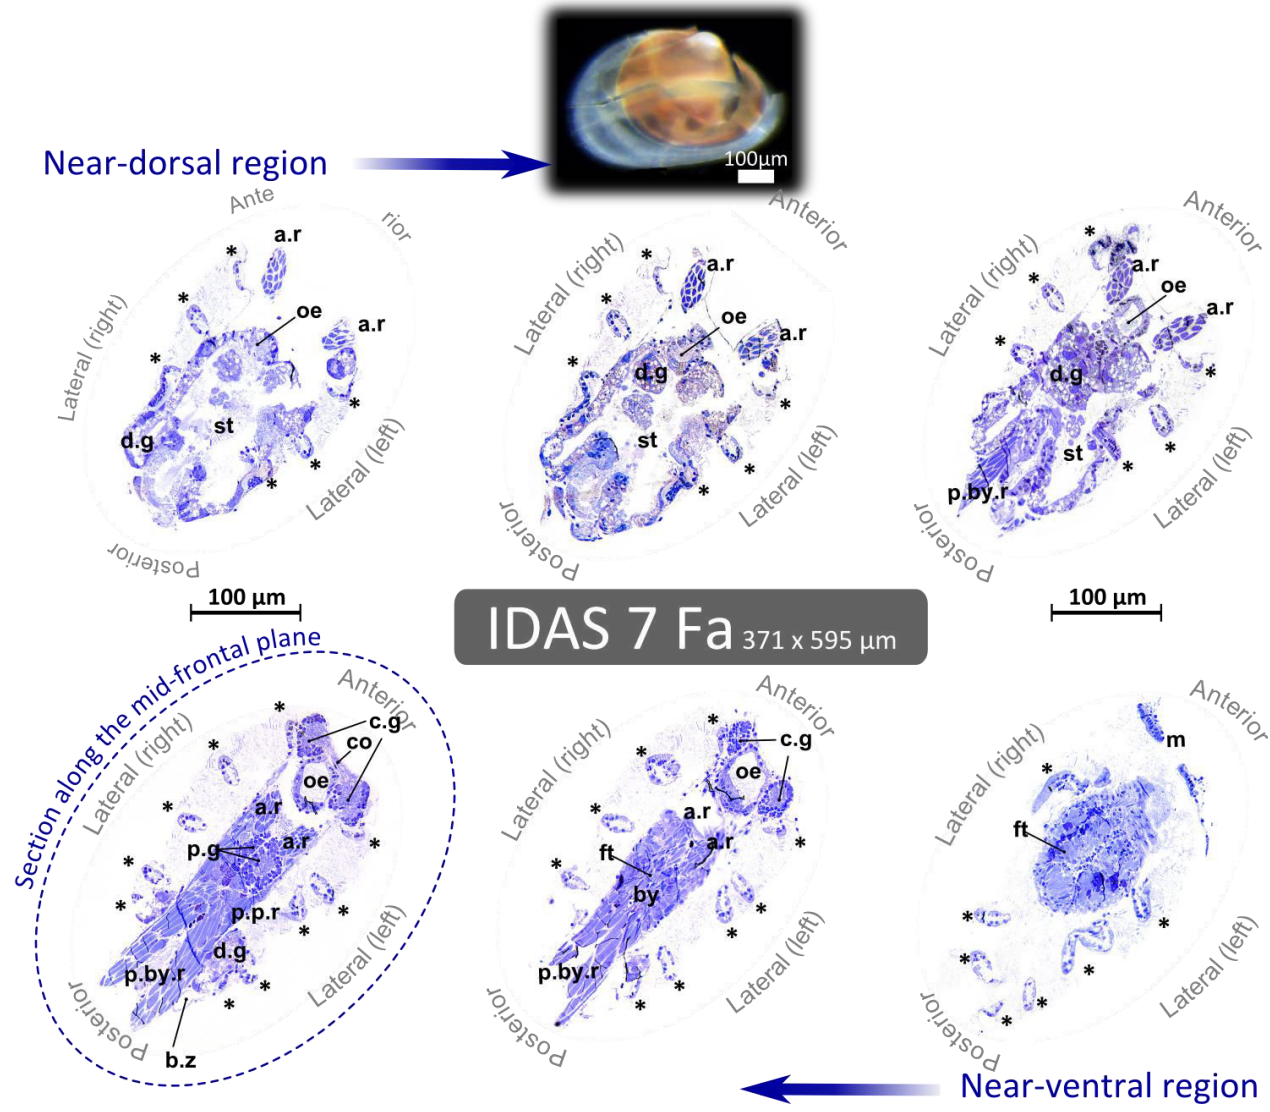 100µm
Near-dorsal region
Ante rior
Lateral (right)
* * *
a.r
oe
a.r
st
d.g
* * *
Lateral (left)
Posterior
Anterior
Lateral (right)
* * *
a.r
oe
a.r
d.g
st
* * *
Lateral (left)
Posterior
Anterior
Lateral (right)
* * *
a.r
oe
a.r
d.g
st
p.by.r
* * *
Lateral (left)
Posterior
100 µm
IDAS 7 Fa 371 x 595 µm
100 µm
Section along the mid-frontal plane
Anterior
Lateral (right)
* * * * *
c.g
co
oe
a.r
a.r
p.g
p.p.r
d.g
p.by.r
b.z
* * * * *
Lateral (left)
Posterior
Anterior
Lateral (right)
* * * *
c.g
oe
a.r
a.r
ft
by
p.by.r
* * * * *
Lateral (left)
Posterior
Anterior
Lateral (right)
m
*
ft
* * * * * *
Lateral (left)
Posterior
Near-ventral region